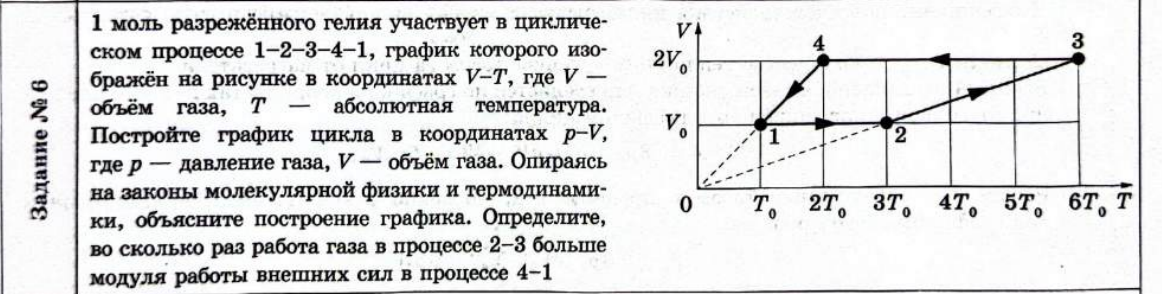 Задание № 6
1 моль разрежённого гелия участвует в цикличе-
ском процессе 1–2–3–4–1, график которого изо-
бражён на рисунке в координатах V–T, где V —
объём газа, T — абсолютная температура.
Постройте график цикла в координатах p–V,
где p — давление газа, V — объём газа. Опираясь
на законы молекулярной физики и термодинами-
ки, объясните построение графика. Определите,
во сколько раз работа газа в процессе 2–3 больше
модуля работы внешних сил в процессе 4–1
V
4 3
2V₀
V₀
1 2
0 T₀ 2T₀ 3T₀ 4T₀ 5T₀ 6T₀ T